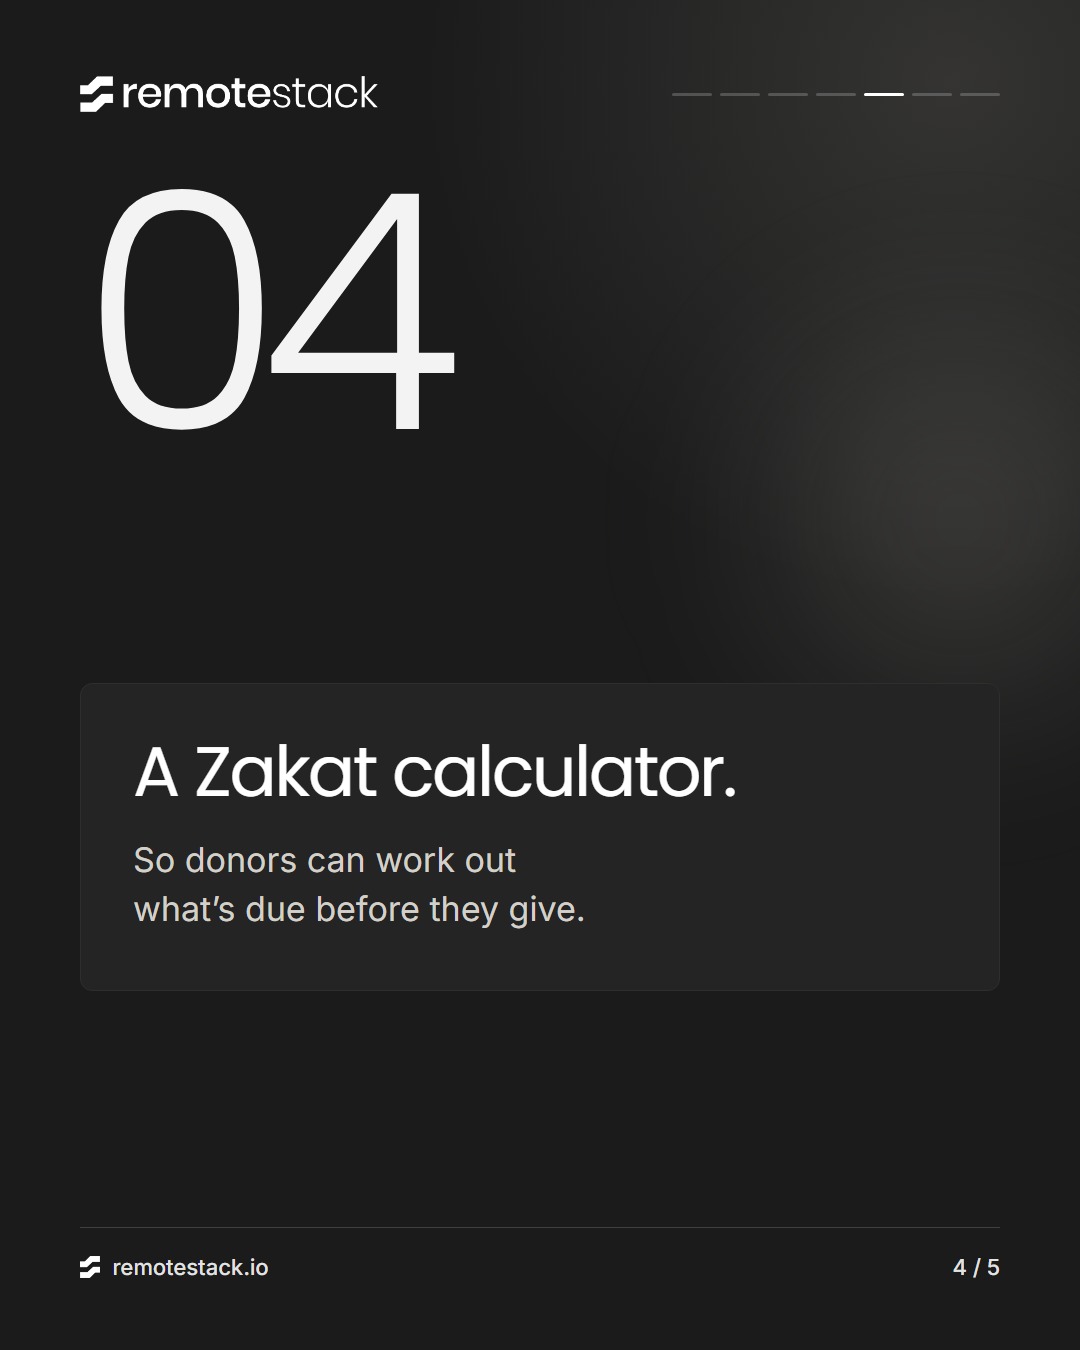 remotestack
04
A Zakat calculator.
So donors can work out
what’s due before they give.
remotestack.io
4 / 5